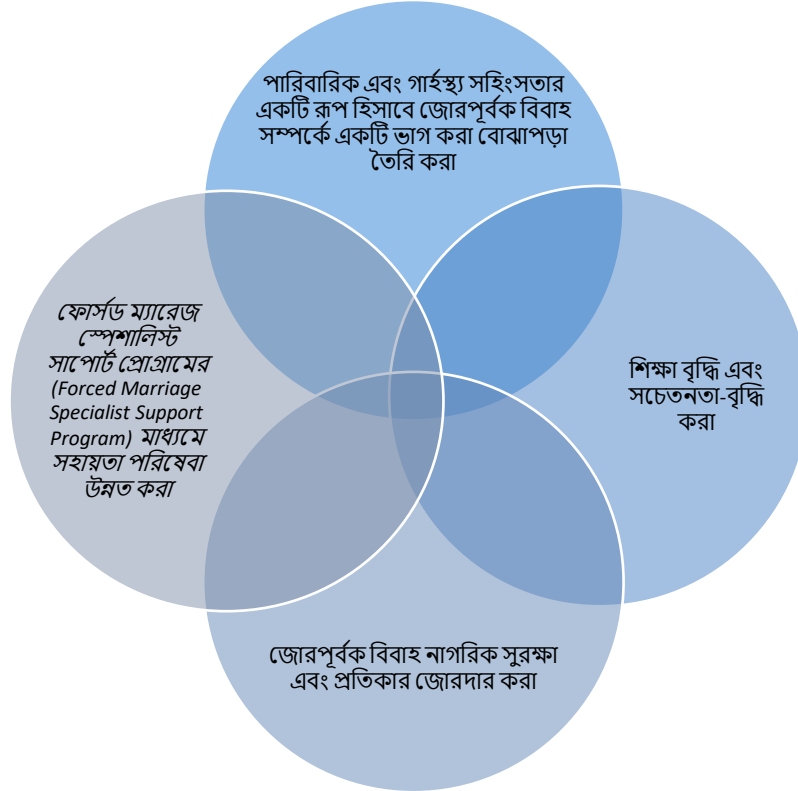 পারিবারিক এবং গার্হস্থ্য সহিংসতার
একটি রূপ হিসাবে জোরপূর্বক বিবাহ
সম্পর্কে একটি ভাগ করা বোঝাপড়া
তৈরি করা
ফোর্সড ম্যারেজ
স্পেশালিস্ট
সাপোর্ট প্রোগ্রামের
(Forced Marriage
Specialist Support
Program) মাধ্যমে
সহায়তা পরিষেবা
উন্নত করা
শিক্ষা বৃদ্ধি এবং
সচেতনতা-বৃদ্ধি
করা
জোরপূর্বক বিবাহ নাগরিক সুরক্ষা
এবং প্রতিকার জোরদার করা